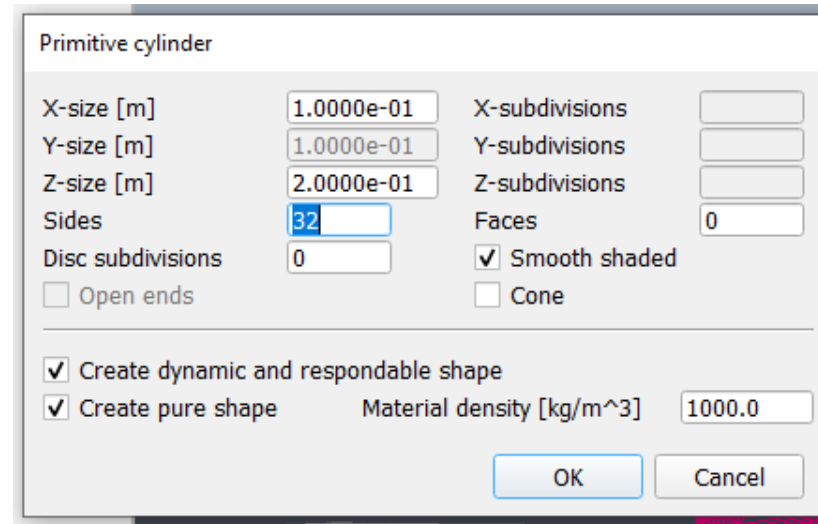 Primitive cylinder
X-size [m] 1.0000e-01 X-subdivisions
Y-size [m] 1.0000e-01 Y-subdivisions
Z-size [m] 2.0000e-01 Z-subdivisions
Sides 32 Faces 0
Disc subdivisions 0 Smooth shaded
Open ends Cone
Create dynamic and respondable shape
Create pure shape Material density [kg/m^3] 1000.0
OK Cancel